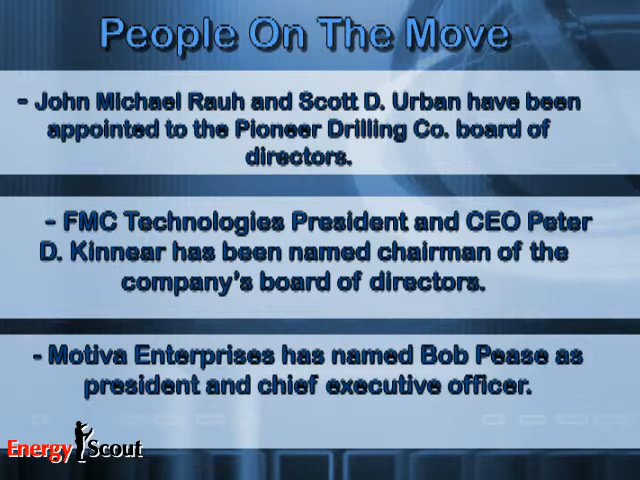 People On The Move
- John Michael Rauh and Scott D. Urban have been
appointed to the Pioneer Drilling Co. board of
directors.
- FMC Technologies President and CEO Peter
D. Kinnear has been named chairman of the
company's board of directors.
- Motiva Enterprises has named Bob Pease as
president and chief executive officer.
Energy Scout